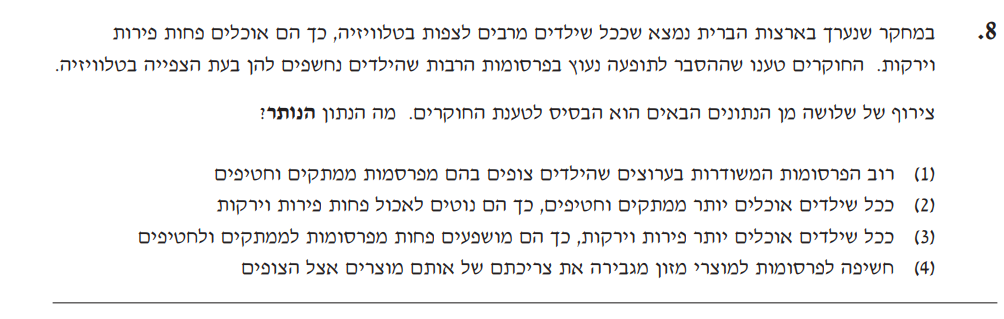 8. במחקר שנערך בארצות הברית נמצא שככל שילדים מרבים לצפות בטלוויזיה, כך הם אוכלים פחות פירות
וירקות. החוקרים טענו שההסבר לתופעה נעוץ בפרסומות הרבות שהילדים נחשפים להן בעת הצפייה בטלוויזיה.
צירוף של שלושה מן הנתונים הבאים הוא הבסיס לטענת החוקרים. מה הנתון הנותר?
(1) רוב הפרסומות המשודרות בערוצים שהילדים צופים בהם מפרסמות ממתקים וחטיפים
(2) ככל שילדים אוכלים יותר ממתקים וחטיפים, כך הם נוטים לאכול פחות פירות וירקות
(3) ככל שילדים אוכלים יותר פירות וירקות, כך הם מושפעים פחות מפרסומות לממתקים ולחטיפים
(4) חשיפה לפרסומות למוצרי מזון מגבירה את צריכתם של אותם מוצרים אצל הצופים